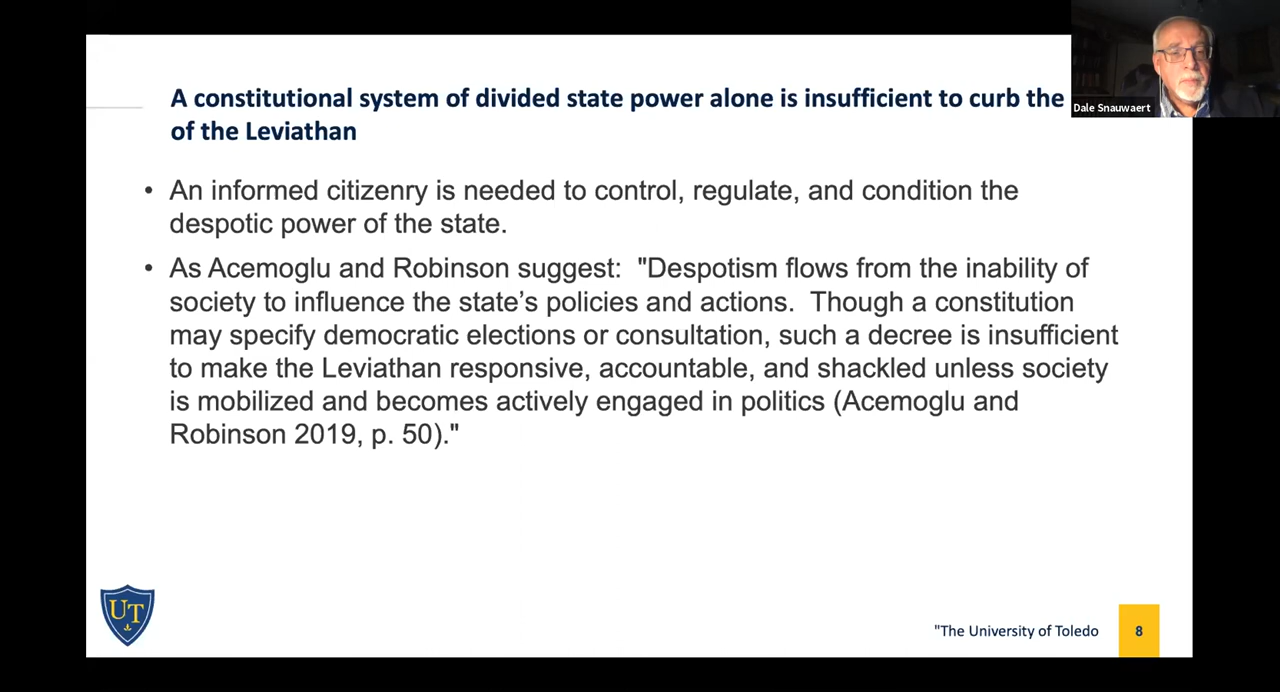 A constitutional system of divided state power alone is insufficient to curb the
of the Leviathan
Dale Snauwaert
• An informed citizenry is needed to control, regulate, and condition the
despotic power of the state.
• As Acemoglu and Robinson suggest: "Despotism flows from the inability of
society to influence the state’s policies and actions. Though a constitution
may specify democratic elections or consultation, such a decree is insufficient
to make the Leviathan responsive, accountable, and shackled unless society
is mobilized and becomes actively engaged in politics (Acemoglu and
Robinson 2019, p. 50)."
UT
"The University of Toledo
8